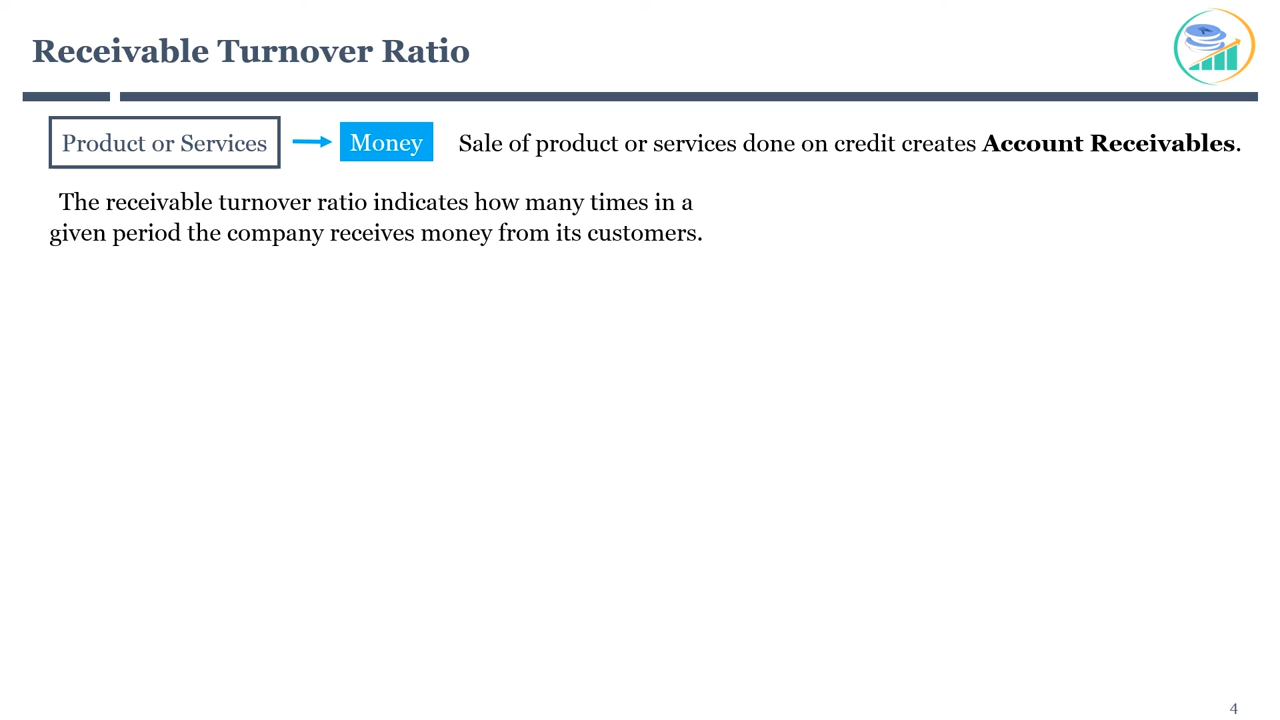 Receivable Turnover Ratio
Product or Services
Money
Sale of product or services done on credit creates Account Receivables.
The receivable turnover ratio indicates how many times in a
given period the company receives money from its customers.
4